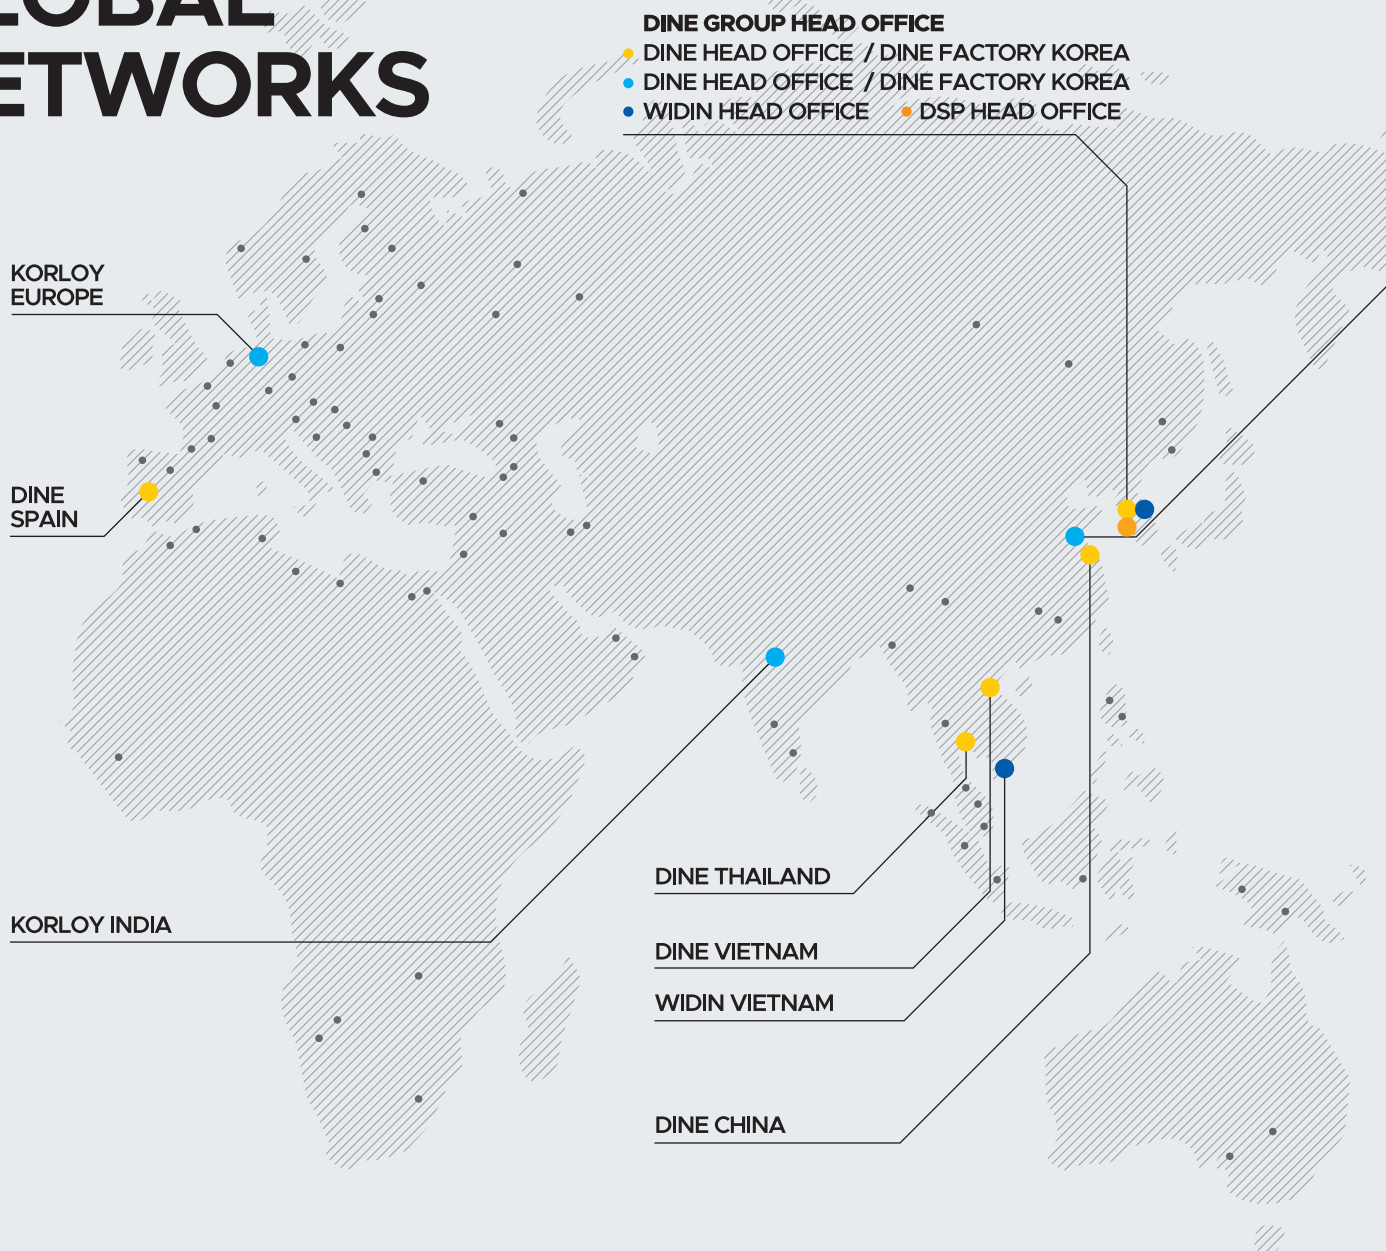 LOBAL
ETWORKS
DINE GROUP HEAD OFFICE
DINE HEAD OFFICE / DINE FACTORY KOREA
DINE HEAD OFFICE / DINE FACTORY KOREA
WIDIN HEAD OFFICE DSP HEAD OFFICE
KORLOY
EUROPE
DINE
SPAIN
DINE THAILAND
KORLOY INDIA
DINE VIETNAM
WIDIN VIETNAM
DINE CHINA